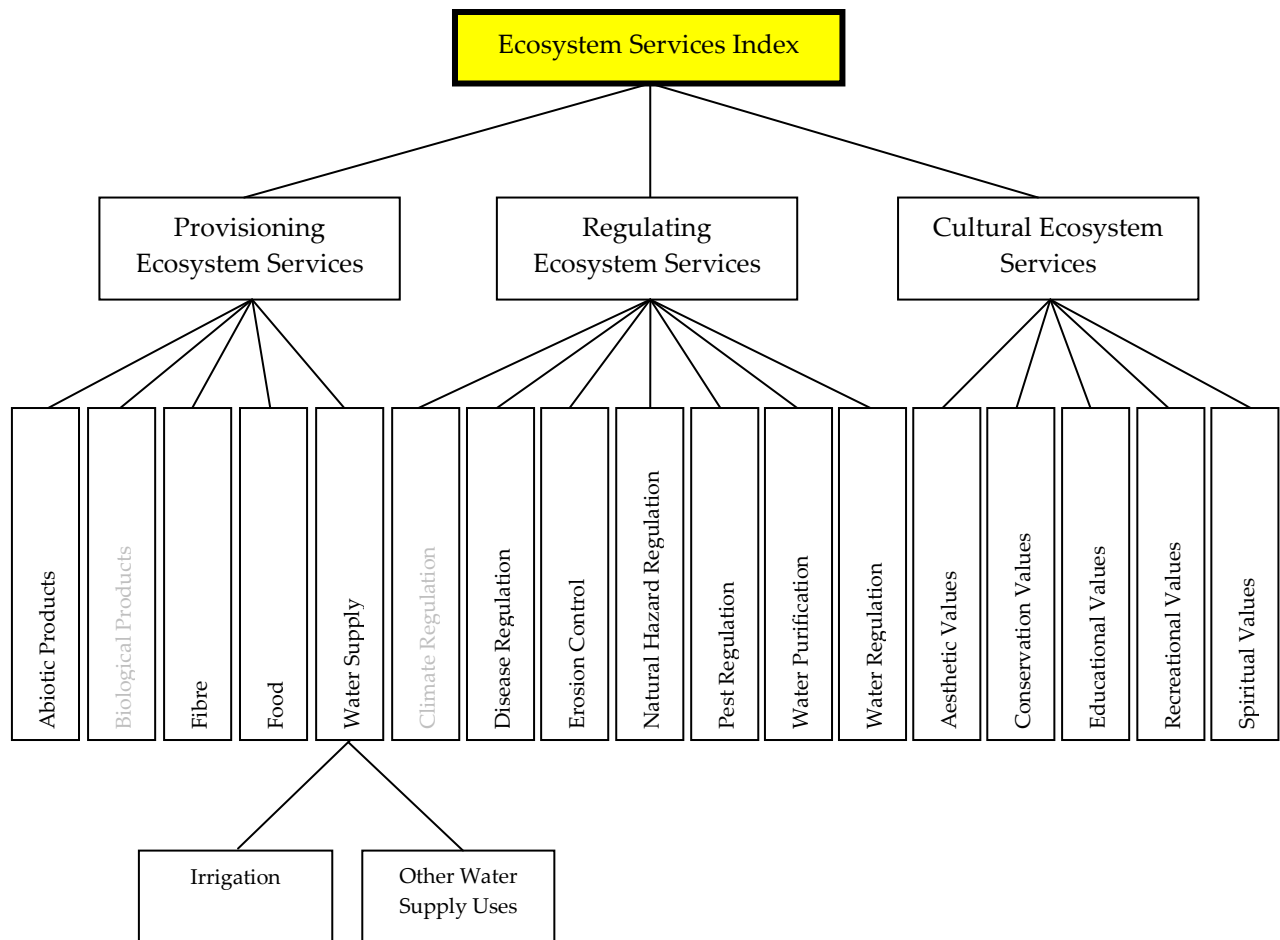 Ecosystem Services Index
Provisioning
Ecosystem Services
Regulating
Ecosystem Services
Cultural Ecosystem
Services
Abiotic Products
Biological Products
Fibre
Food
Water Supply
Climate Regulation
Disease Regulation
Erosion Control
Natural Hazard Regulation
Pest Regulation
Water Purification
Water Regulation
Aesthetic Values
Conservation Values
Educational Values
Recreational Values
Spiritual Values
Irrigation
Other Water
Supply Uses